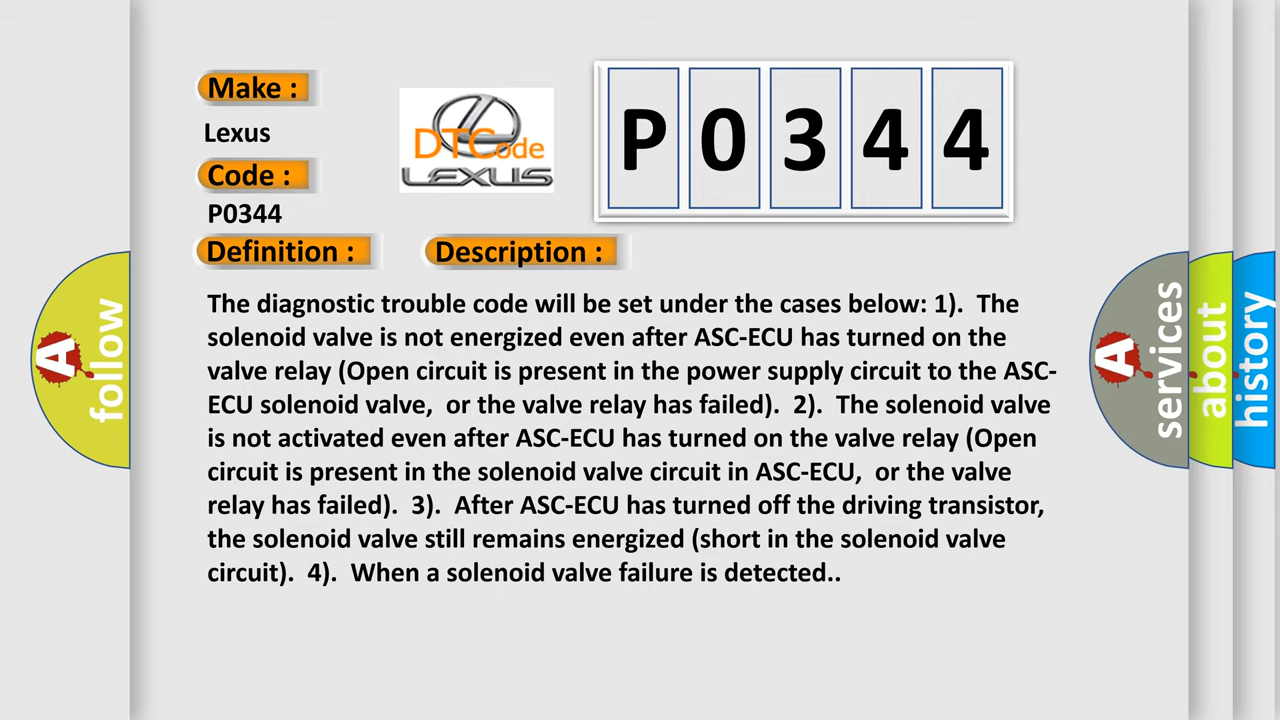 Make :
Lexus
Code :
P0344
Definition :
Description :
DTCode
LEXUS
P0344
The diagnostic trouble code will be set under the cases below: 1). The
solenoid valve is not energized even after ASC-ECU has turned on the
valve relay (Open circuit is present in the power supply circuit to the ASC-
ECU solenoid valve, or the valve relay has failed). 2). The solenoid valve
is not activated even after ASC-ECU has turned on the valve relay (Open
circuit is present in the solenoid valve circuit in ASC-ECU, or the valve
relay has failed). 3). After ASC-ECU has turned off the driving transistor,
the solenoid valve still remains energized (short in the solenoid valve
circuit). 4). When a solenoid valve failure is detected..
A
follow
A
services
about
history